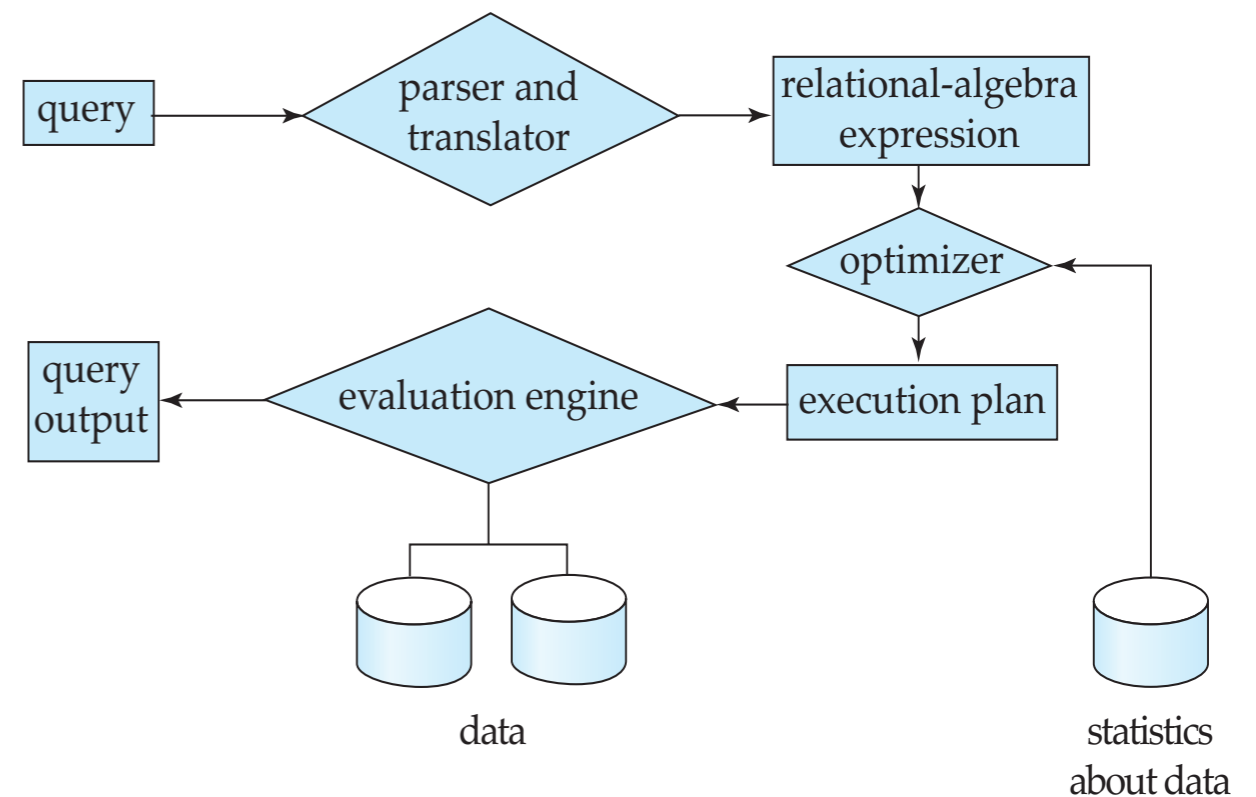 query
parser and
translator
relational-algebra
expression
optimizer
query
output
evaluation engine
execution plan
data
statistics
about data